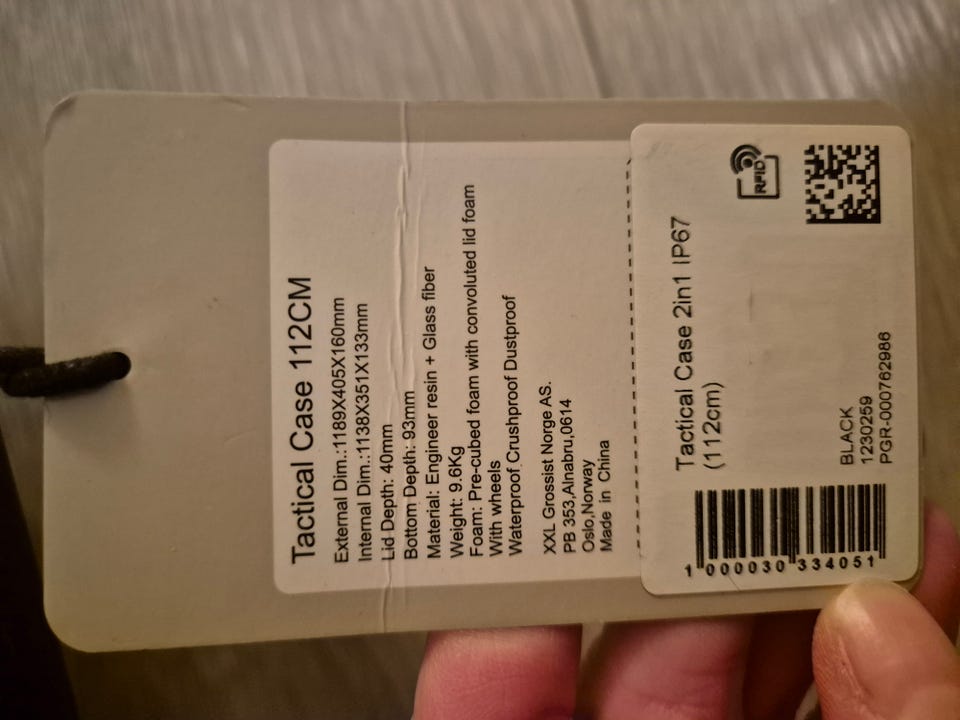 Tactical Case 112CM
External Dim.:1189X405X160mm
Internal Dim.:1138X351X133mm
Lid Depth: 40mm
Bottom Depth: 93mm
Material: Engineer resin + Glass fiber
Weight: 9.6Kg
Foam: Pre-cubed foam with convoluted lid foam
With wheels
Waterproof Crushproof Dustproof
XXL Grossist Norge AS.
PB 353,Alnabru,0614
Oslo,Norway
Made in China
RFID
Tactical Case 2in1 IP67
(112cm)
BLACK
1230259
PGR-000762986
1 000030 334051